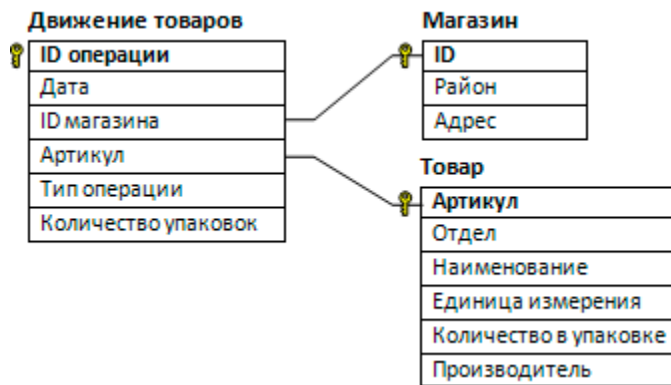 Движение товаров
ID операции
Дата
ID магазина
Артикул
Тип операции
Количество упаковок
Магазин
ID
Район
Адрес
Товар
Артикул
Отдел
Наименование
Единица измерения
Количество в упаковке
Производитель